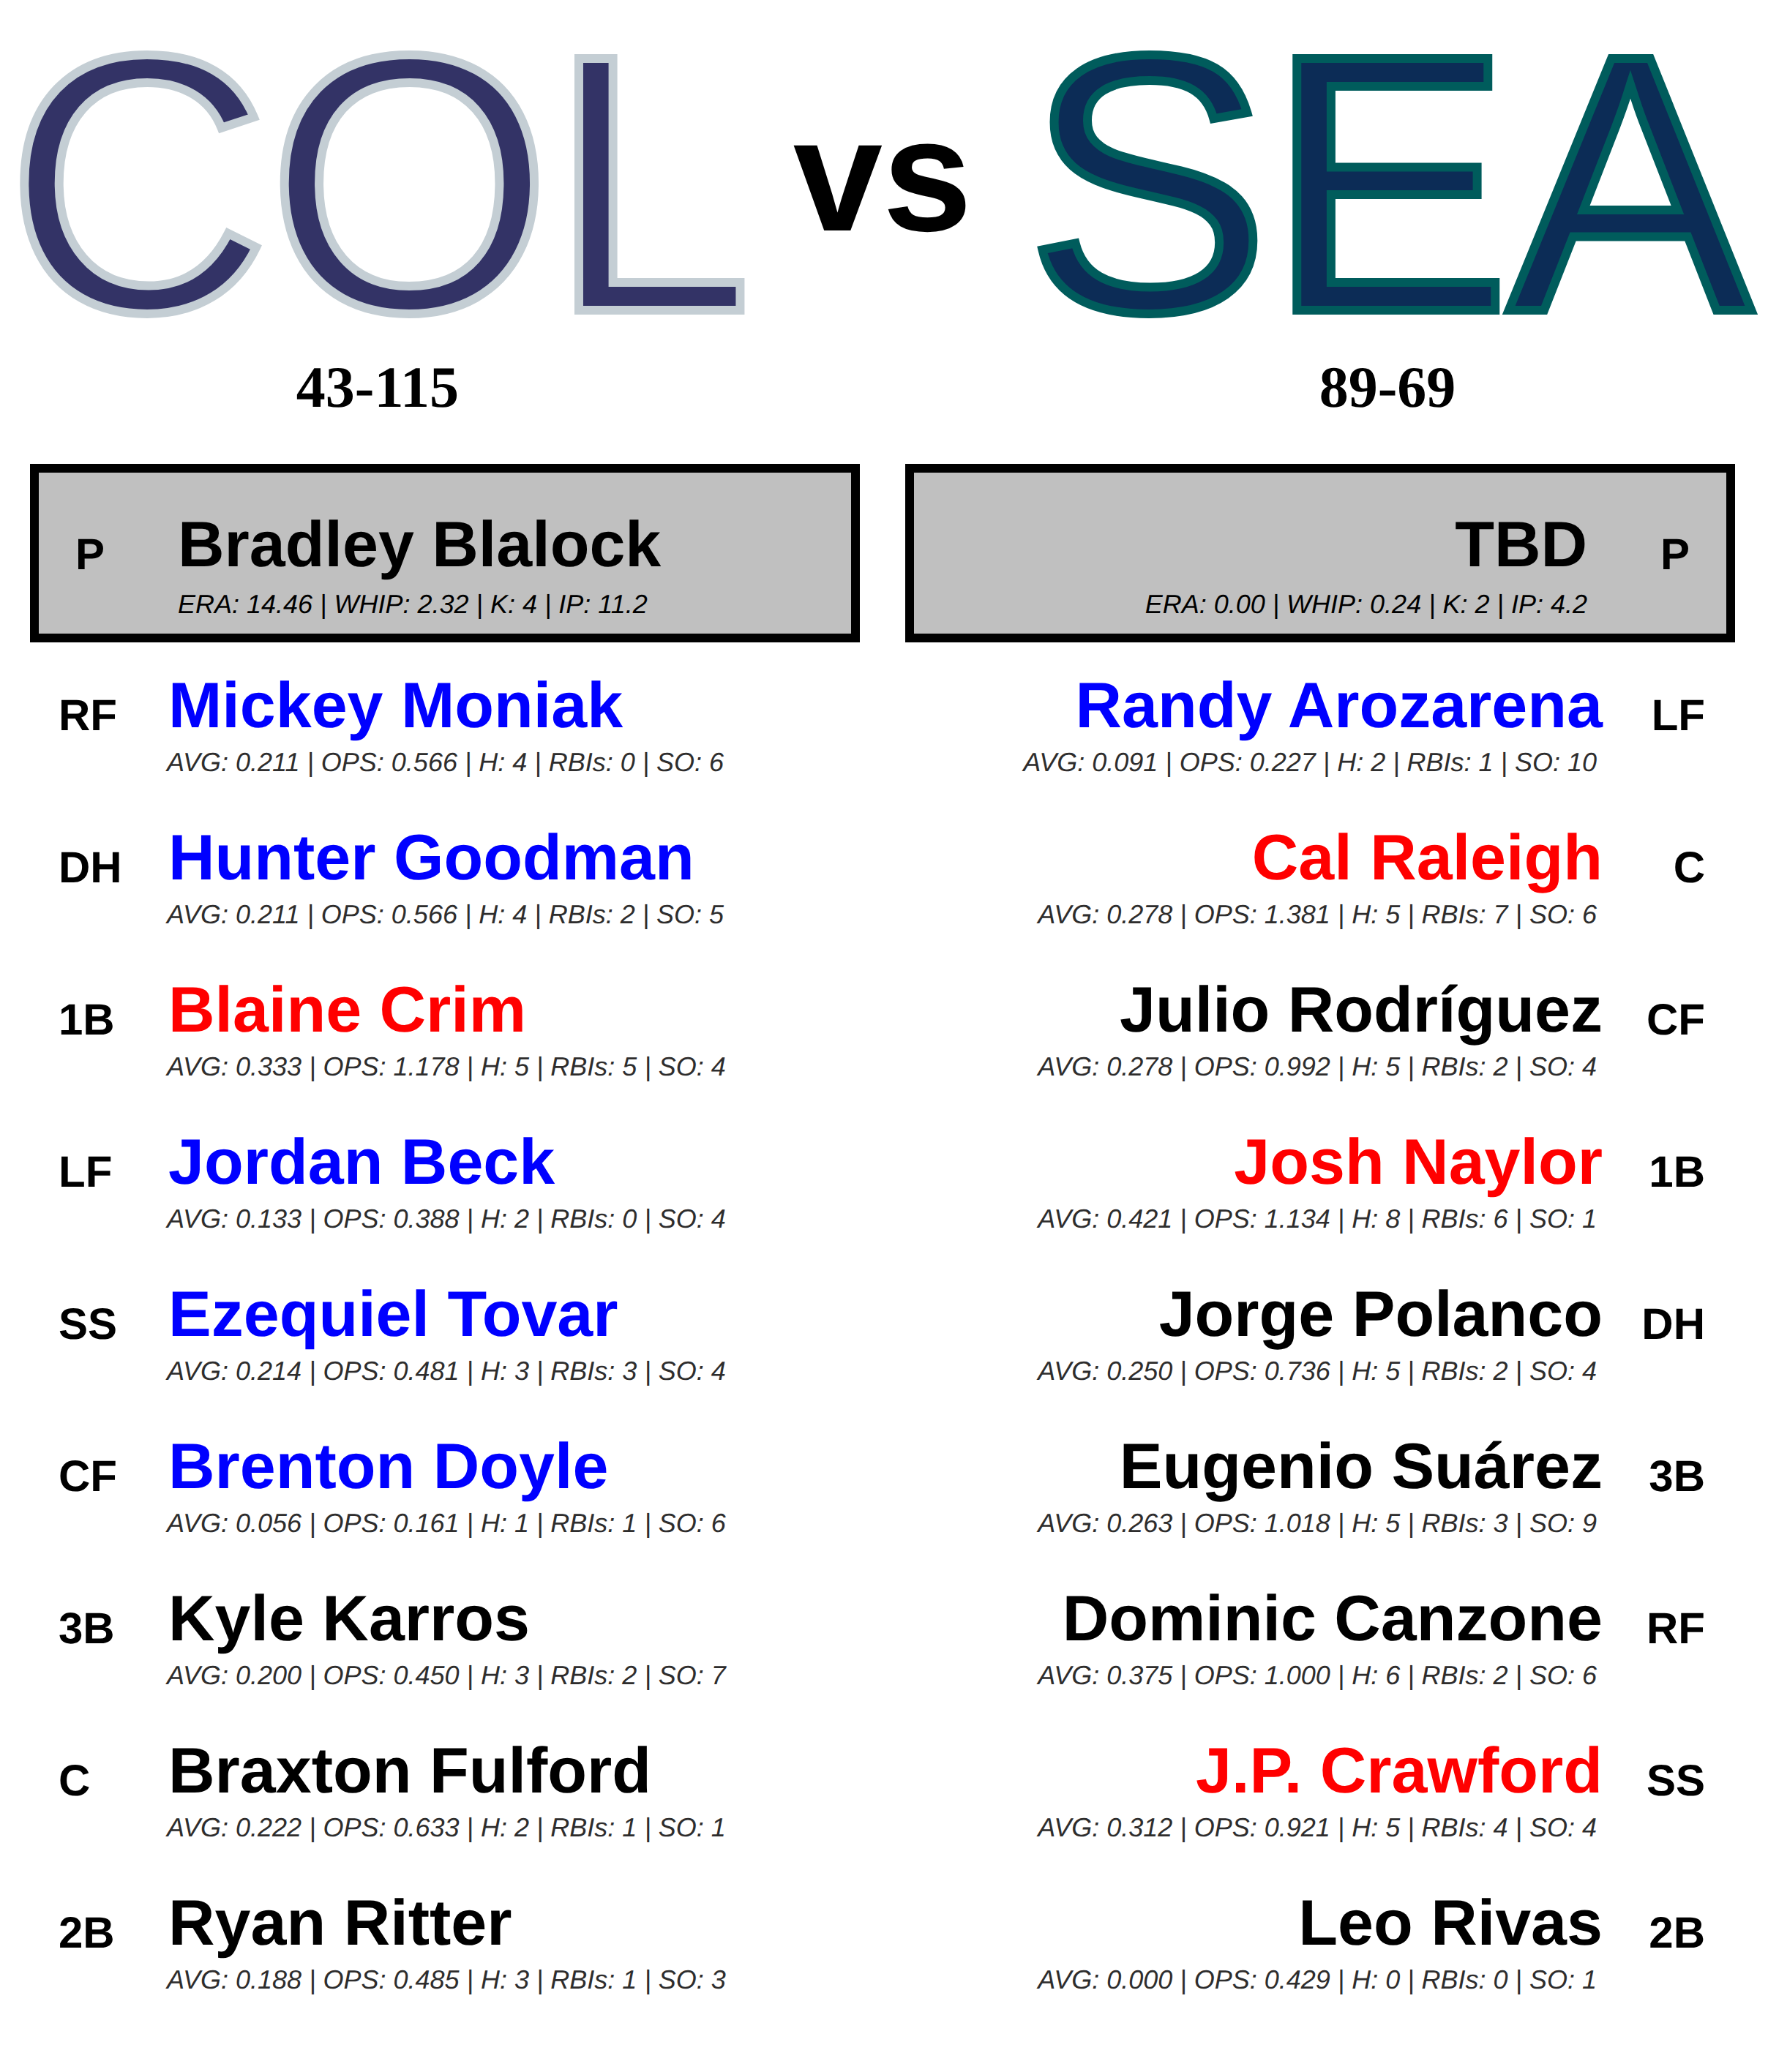 COL vs SEA
43-115
89-69
P Bradley Blalock
ERA: 14.46 | WHIP: 2.32 | K: 4 | IP: 11.2
TBD P
ERA: 0.00 | WHIP: 0.24 | K: 2 | IP: 4.2
RF Mickey Moniak
AVG: 0.211 | OPS: 0.566 | H: 4 | RBIs: 0 | SO: 6
DH Hunter Goodman
AVG: 0.211 | OPS: 0.566 | H: 4 | RBIs: 2 | SO: 5
1B Blaine Crim
AVG: 0.333 | OPS: 1.178 | H: 5 | RBIs: 5 | SO: 4
LF Jordan Beck
AVG: 0.133 | OPS: 0.388 | H: 2 | RBIs: 0 | SO: 4
SS Ezequiel Tovar
AVG: 0.214 | OPS: 0.481 | H: 3 | RBIs: 3 | SO: 4
CF Brenton Doyle
AVG: 0.056 | OPS: 0.161 | H: 1 | RBIs: 1 | SO: 6
3B Kyle Karros
AVG: 0.200 | OPS: 0.450 | H: 3 | RBIs: 2 | SO: 7
C Braxton Fulford
AVG: 0.222 | OPS: 0.633 | H: 2 | RBIs: 1 | SO: 1
2B Ryan Ritter
AVG: 0.188 | OPS: 0.485 | H: 3 | RBIs: 1 | SO: 3
Randy Arozarena LF
AVG: 0.091 | OPS: 0.227 | H: 2 | RBIs: 1 | SO: 10
Cal Raleigh C
AVG: 0.278 | OPS: 1.381 | H: 5 | RBIs: 7 | SO: 6
Julio Rodríguez CF
AVG: 0.278 | OPS: 0.992 | H: 5 | RBIs: 2 | SO: 4
Josh Naylor 1B
AVG: 0.421 | OPS: 1.134 | H: 8 | RBIs: 6 | SO: 1
Jorge Polanco DH
AVG: 0.250 | OPS: 0.736 | H: 5 | RBIs: 2 | SO: 4
Eugenio Suárez 3B
AVG: 0.263 | OPS: 1.018 | H: 5 | RBIs: 3 | SO: 9
Dominic Canzone RF
AVG: 0.375 | OPS: 1.000 | H: 6 | RBIs: 2 | SO: 6
J.P. Crawford SS
AVG: 0.312 | OPS: 0.921 | H: 5 | RBIs: 4 | SO: 4
Leo Rivas 2B
AVG: 0.000 | OPS: 0.429 | H: 0 | RBIs: 0 | SO: 1